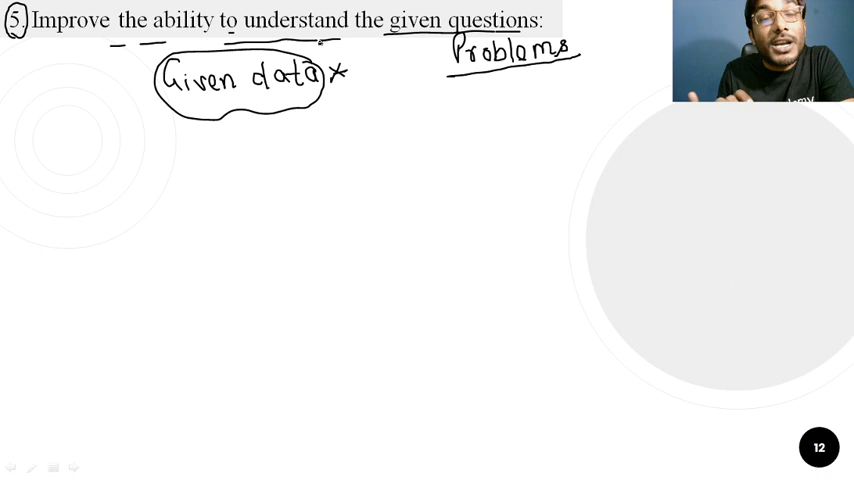 5. Improve the ability to understand the given questions:
Problems
Given data *
12